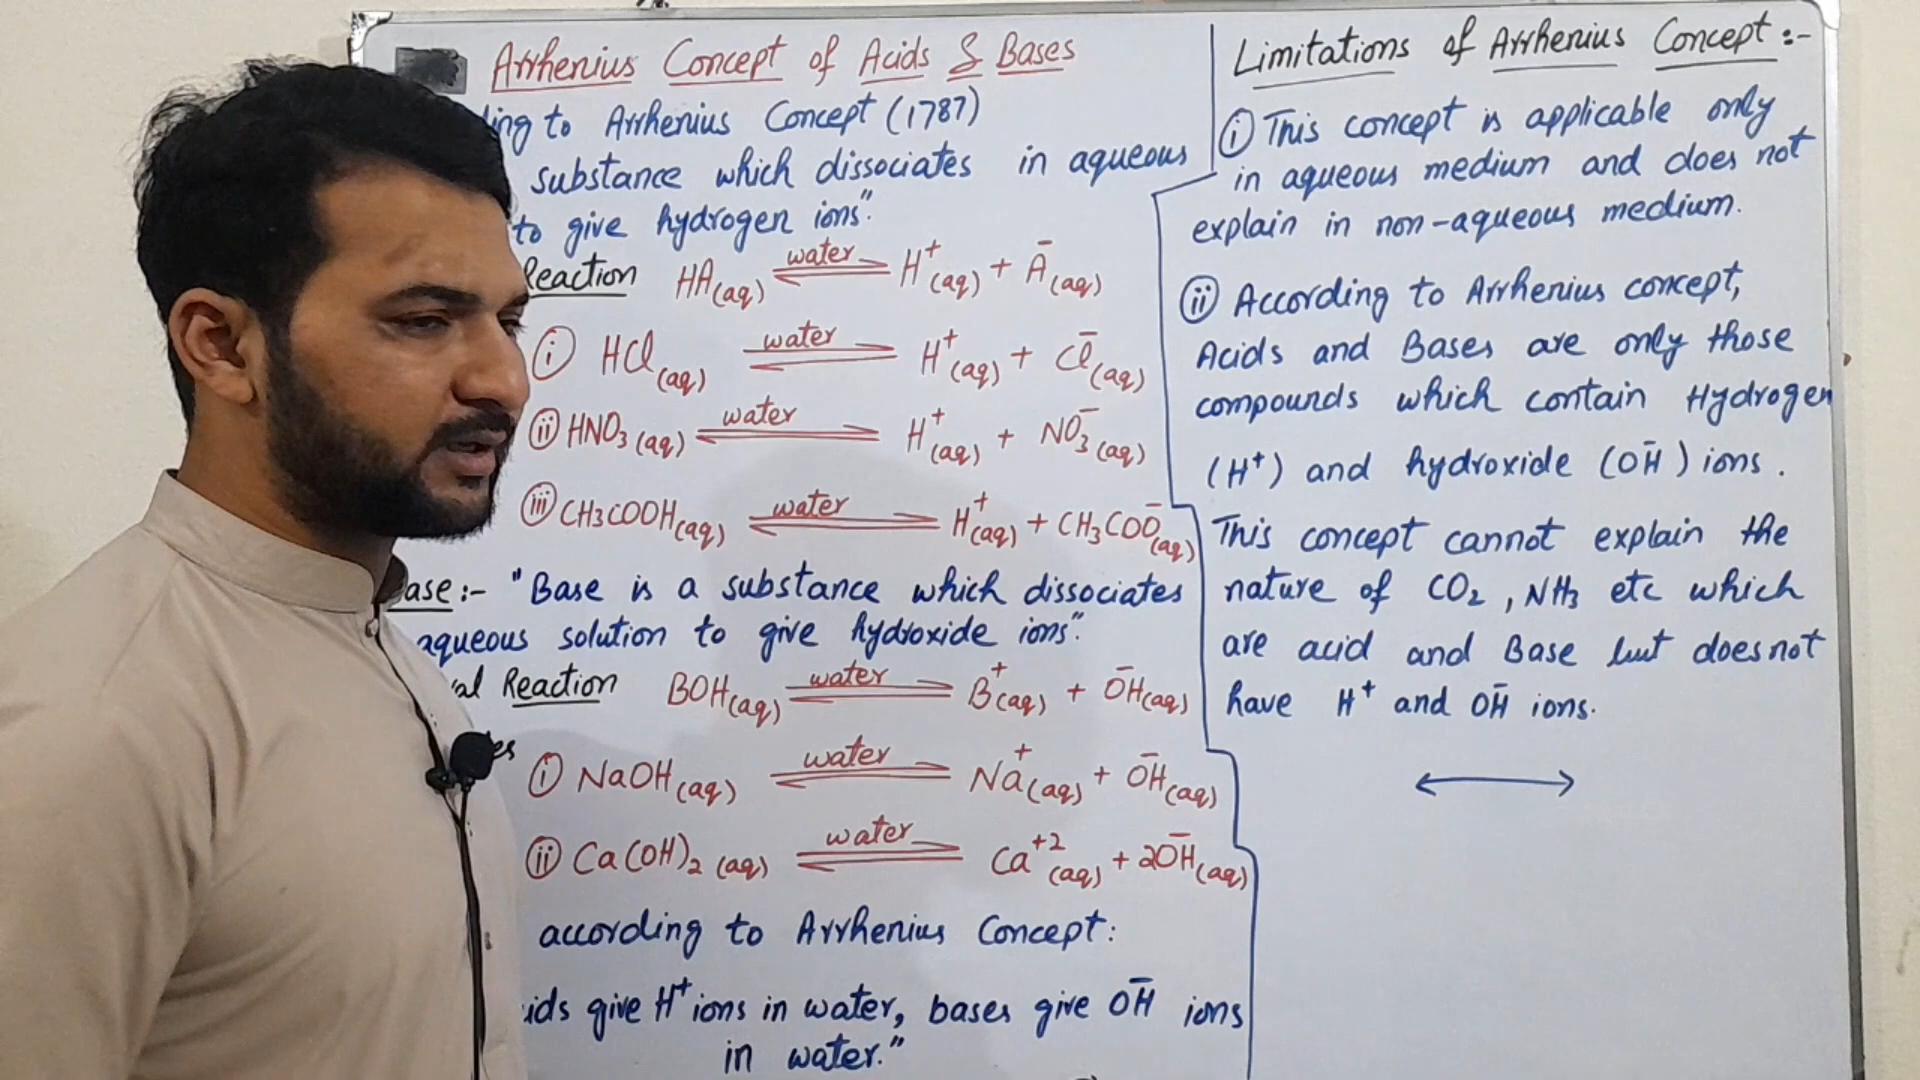 Arrhenius Concept of Acids & Bases
ding to Arrhenius Concept (1787)
substance which dissociates in aqueous
to give hydrogen ions".
Reaction HA(aq) ⇌ water H⁺(aq) + A⁻(aq)
(i) HCl(aq) ⇌ water H⁺(aq) + Cl⁻(aq)
(ii) HNO₃(aq) ⇌ water H⁺(aq) + NO₃⁻(aq)
(iii) CH₃COOH(aq) ⇌ water H⁺(aq) + CH₃COO⁻(aq)
ase:- "Base is a substance which dissociates
aqueous solution to give hydroxide ions".
al Reaction BOH(aq) ⇌ water B⁺(aq) + OH⁻(aq)
es
(i) NaOH(aq) ⇌ water Na⁺(aq) + OH⁻(aq)
(ii) Ca(OH)₂(aq) ⇌ water Ca⁺²(aq) + 2OH⁻(aq)
according to Arrhenius Concept:
ids give H⁺ ions in water, bases give OH⁻ ions
in water."
Limitations of Arrhenius Concept:-
(i) This concept is applicable only
in aqueous medium and does not
explain in non-aqueous medium.
(ii) According to Arrhenius concept,
Acids and Bases are only those
compounds which contain Hydrogen
(H⁺) and hydroxide (OH⁻) ions.
This concept cannot explain the
nature of CO₂, NH₃ etc which
are acid and Base but does not
have H⁺ and OH⁻ ions.